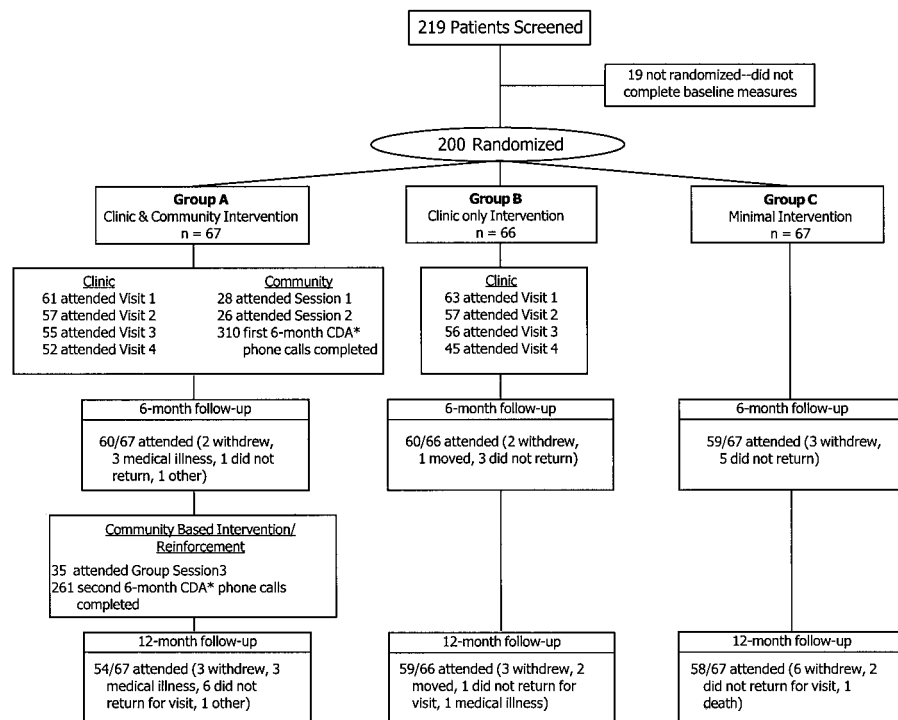 219 Patients Screened
19 not randomized--did not
complete baseline measures
200 Randomized
Group A
Clinic & Community Intervention
n = 67
Group B
Clinic only Intervention
n = 66
Group C
Minimal Intervention
n = 67
Clinic
61 attended Visit 1
57 attended Visit 2
55 attended Visit 3
52 attended Visit 4
Community
28 attended Session 1
26 attended Session 2
310 first 6-month CDA*
phone calls completed
Clinic
63 attended Visit 1
57 attended Visit 2
56 attended Visit 3
45 attended Visit 4
6-month follow-up
60/67 attended (2 withdrew,
3 medical illness, 1 did not
return, 1 other)
6-month follow-up
60/66 attended (2 withdrew,
1 moved, 3 did not return)
6-month follow-up
59/67 attended (3 withdrew,
5 did not return)
Community Based Intervention/
Reinforcement
35 attended Group Session3
261 second 6-month CDA* phone calls
completed
12-month follow-up
54/67 attended (3 withdrew, 3
medical illness, 6 did not
return for visit, 1 other)
12-month follow-up
59/66 attended (3 withdrew, 2
moved, 1 did not return for
visit, 1 medical illness)
12-month follow-up
58/67 attended (6 withdrew, 2
did not return for visit, 1
death)